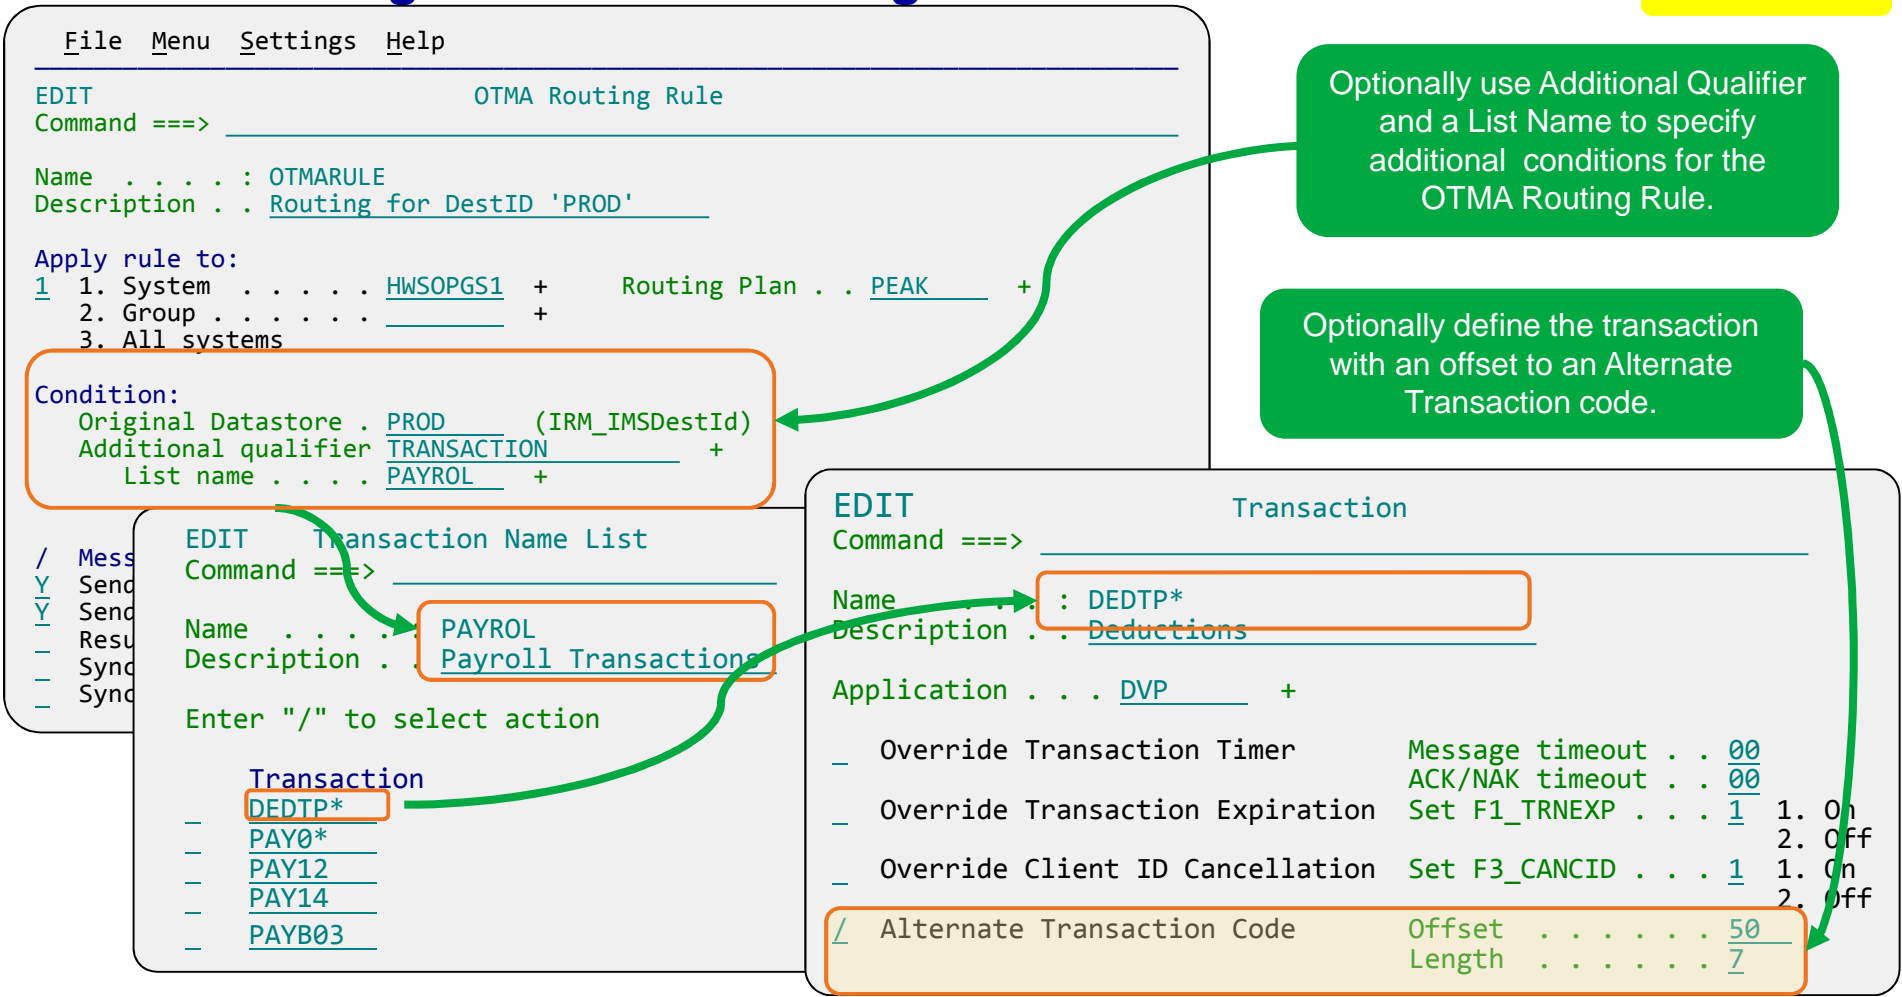 File  Menu  Settings  Help
EDIT  OTMA Routing Rule
Command ===>
Name . . . . : OTMARULE
Description . . Routing for DestID 'PROD'
Apply rule to:
1  1. System . . . . . HWSOPGS1 +  Routing Plan . . PEAK +
2. Group . . . . . . +
3. All systems
Condition:
Original Datastore . PROD (IRM_IMSDestId)
Additional qualifier TRANSACTION +
List name . . . . PAYROL +
/ Mess
Y Send
Y Send
_ Resu
_ Sync
_ Sync
Optionally use Additional Qualifier
and a List Name to specify
additional conditions for the
OTMA Routing Rule.
Optionally define the transaction
with an offset to an Alternate
Transaction code.
EDIT  Transaction Name List
Command ===>
Name . . . . : PAYROL
Description . . Payroll Transactions
Enter "/" to select action
Transaction
_ DEDTP*
_ PAY0*
_ PAY12
_ PAY14
_ PAYB03
EDIT  Transaction
Command ===>
Name . . . . : DEDTP*
Description . . Deductions
Application . . . DVP +
_ Override Transaction Timer  Message timeout . . 00
ACK/NAK timeout . . 00
_ Override Transaction Expiration  Set F1_TRNEXP . . . 1  1. On
2. Off
_ Override Client ID Cancellation  Set F3_CANCID . . . 1  1. On
2. Off
/ Alternate Transaction Code  Offset . . . . . . 50
Length . . . . . . 7